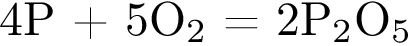 4P + 5O₂ = 2P₂O₅